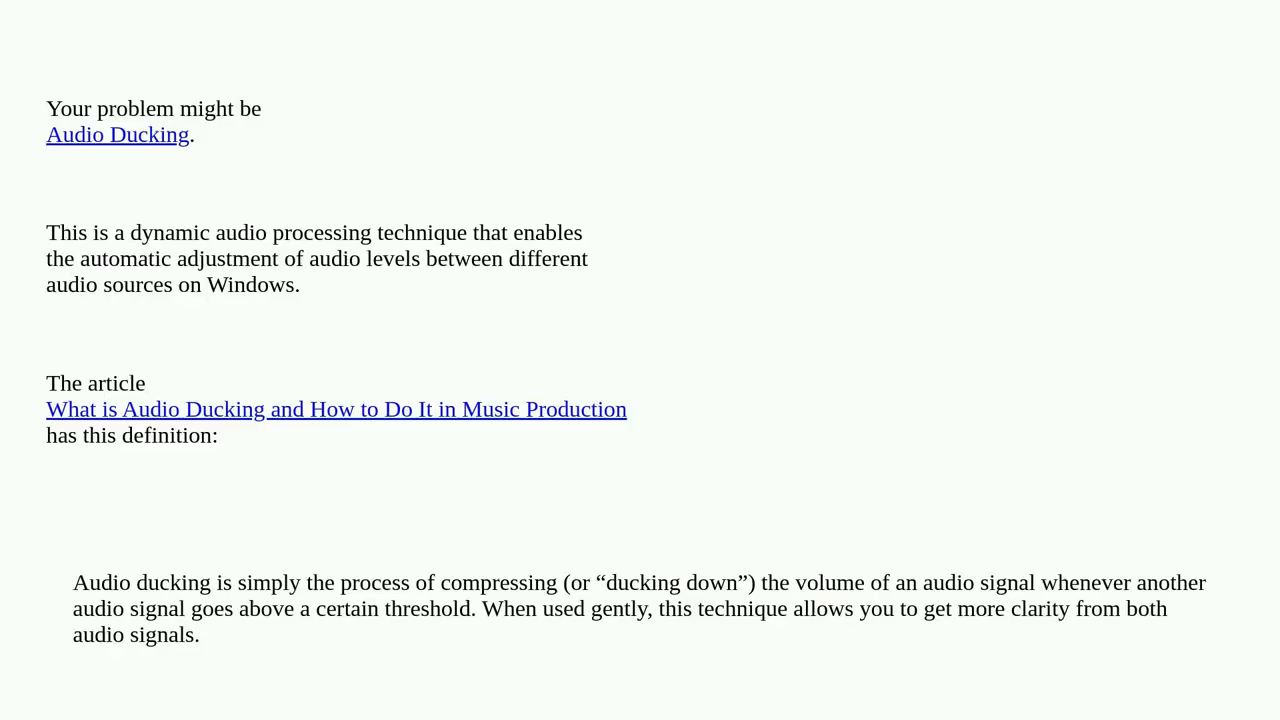 Your problem might be
Audio Ducking.
This is a dynamic audio processing technique that enables
the automatic adjustment of audio levels between different
audio sources on Windows.
The article
What is Audio Ducking and How to Do It in Music Production
has this definition:
Audio ducking is simply the process of compressing (or “ducking down”) the volume of an audio signal whenever another
audio signal goes above a certain threshold. When used gently, this technique allows you to get more clarity from both
audio signals.